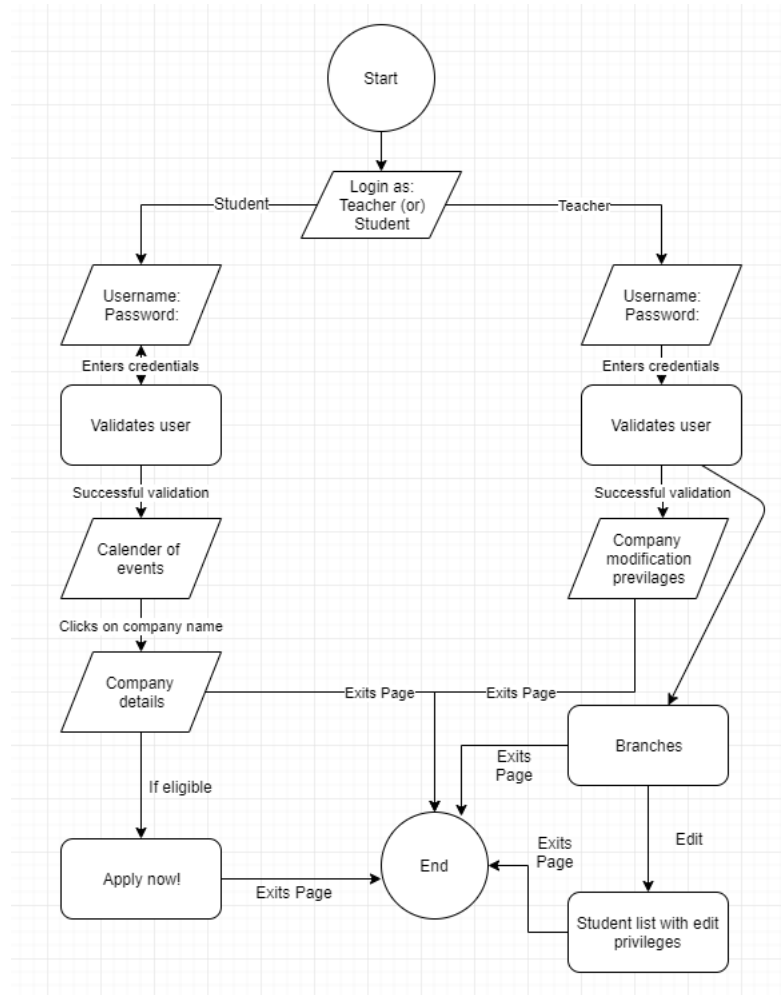 Start
Login as:
Teacher (or)
Student
Student
Teacher
Username:
Password:
Username:
Password:
Enters credentials
Enters credentials
Validates user
Validates user
Successful validation
Successful validation
Calender of
events
Company
modification
previlages
Clicks on company name
Company
details
Exits Page
Exits Page
Branches
Exits
Page
If eligible
Edit
Apply now!
Exits Page
End
Exits
Page
Student list with edit
privileges